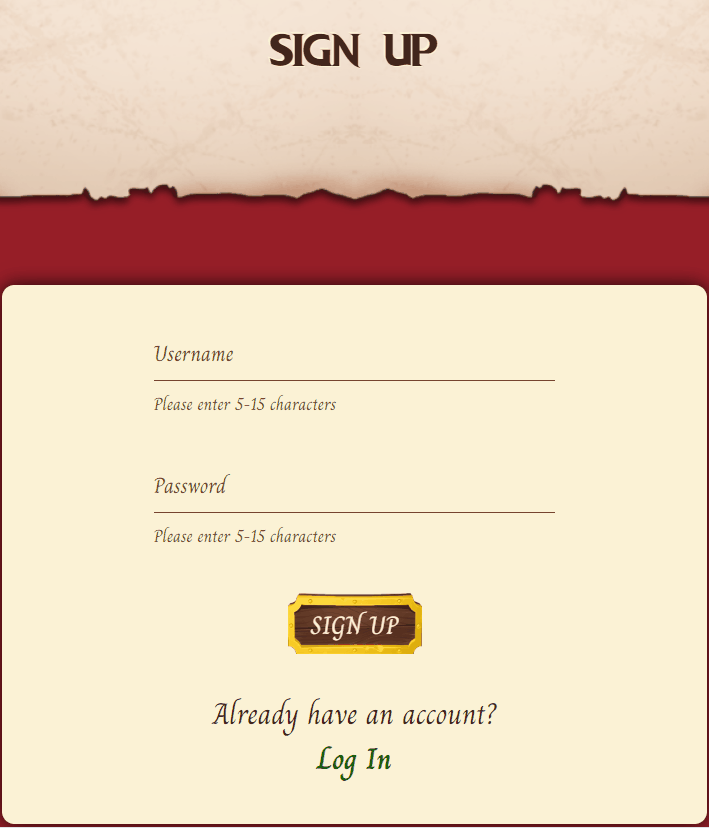 SIGN UP
Username
Please enter 5-15 characters
Password
Please enter 5-15 characters
SIGN UP
Already have an account?
Log In